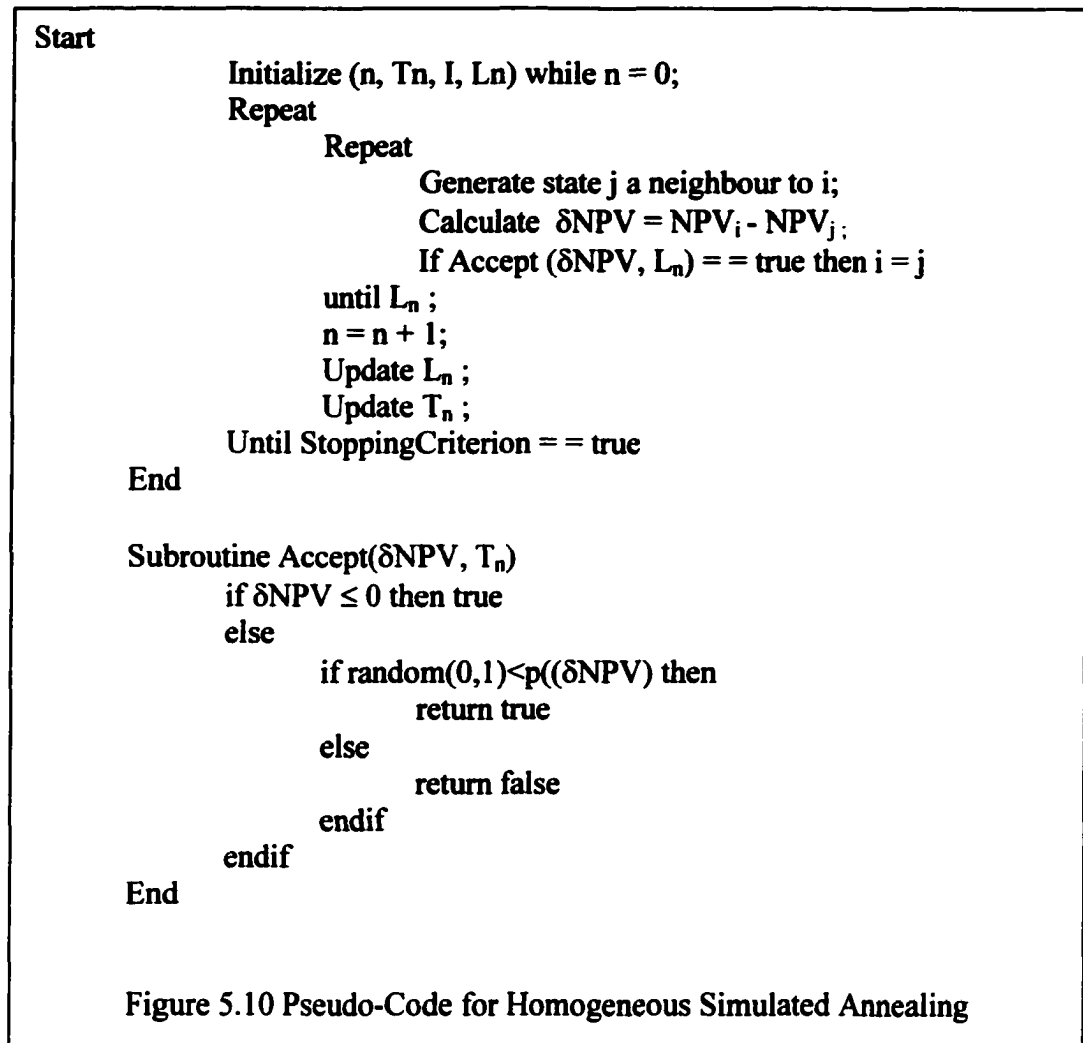 Start
Initialize (n, Tn, I, Ln) while n = 0;
Repeat
Repeat
Generate state j a neighbour to i;
Calculate δNPV = NPVi - NPVj ;
If Accept (δNPV, Ln) = = true then i = j
until Ln ;
n = n + 1;
Update Ln ;
Update Tn ;
Until StoppingCriterion = = true
End
Subroutine Accept(δNPV, Tn)
if δNPV ≤ 0 then true
else
if random(0,1)<p((δNPV) then
return true
else
return false
endif
endif
End
Figure 5.10 Pseudo-Code for Homogeneous Simulated Annealing